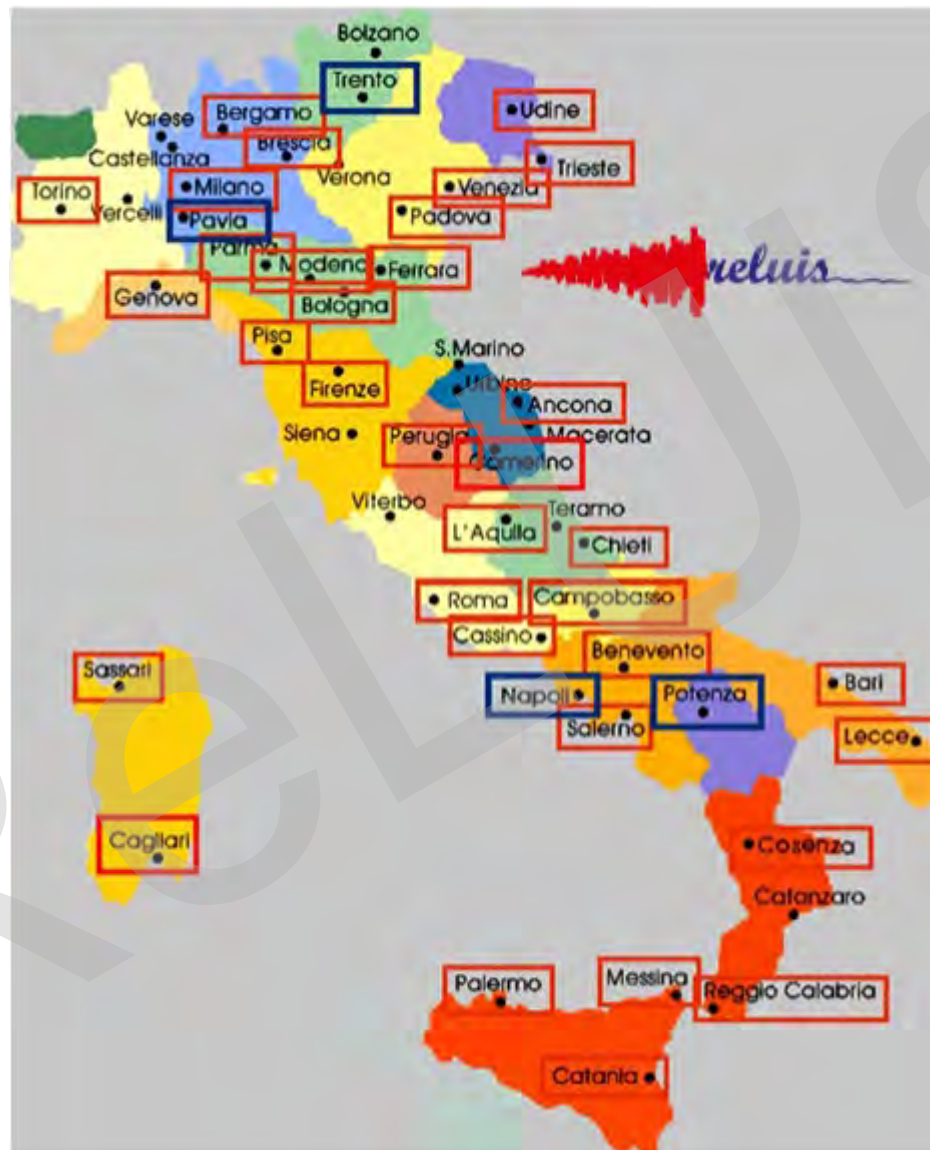 Bolzano
Trento
Bergamo
Udine
Varese
Brescia
Castellanza
Verona
Trieste
Torino
Milano
Venezia
Vercelli
Pavia
Padova
Parma
Modena
Ferrara
reluis
Genova
Bologna
Pisa
S.Marino
Firenze
Urbino
Ancona
Siena
Perugia
Macerata
Camerino
Viterbo
Teramo
L'Aquila
Chieti
Roma
Campobasso
Cassino
Benevento
Sassari
Bari
Napoli
Potenza
Salerno
Lecce
Cagliari
Cosenza
Catanzaro
Palermo
Messina
Reggio Calabria
Catania
ReLUIS